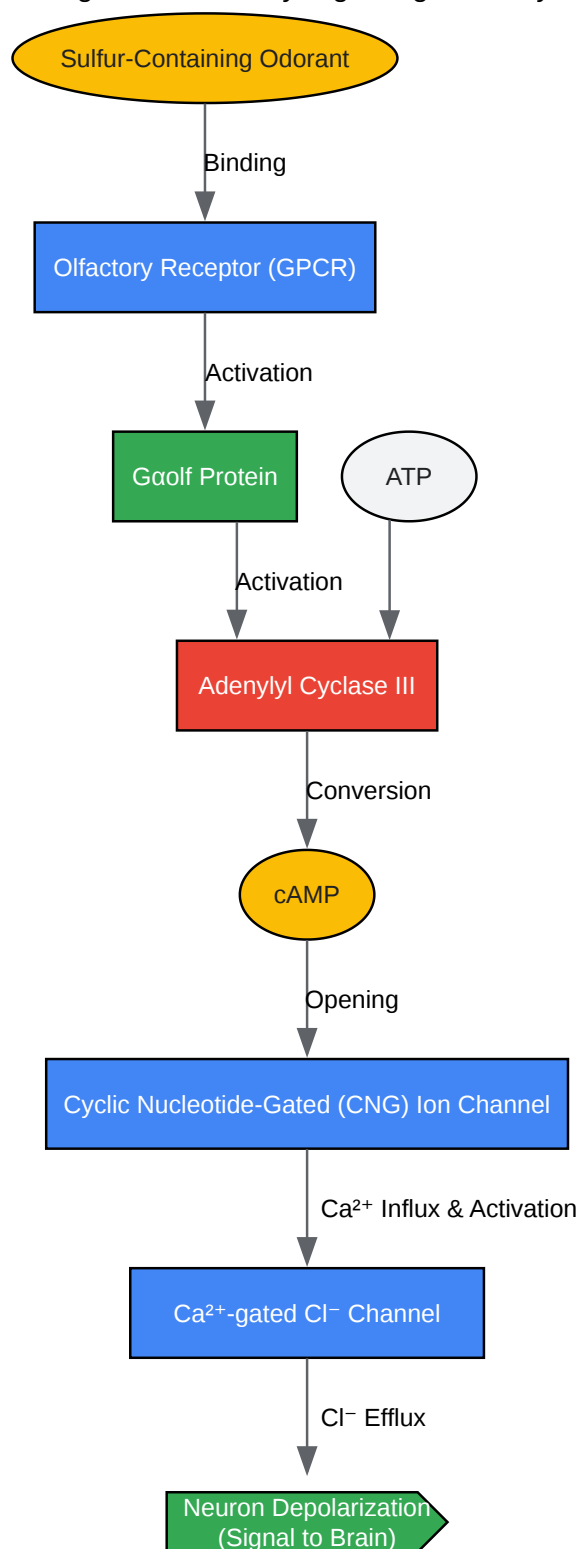 Sulfur-Containing Odorant
Binding
Olfactory Receptor (GPCR)
Activation
Gαolf Protein
ATP
Activation
Adenylyl Cyclase III
Conversion
cAMP
Opening
Cyclic Nucleotide-Gated (CNG) Ion Channel
Ca²⁺ Influx & Activation
Ca²⁺-gated Cl⁻ Channel
Cl⁻ Efflux
Neuron Depolarization
(Signal to Brain)